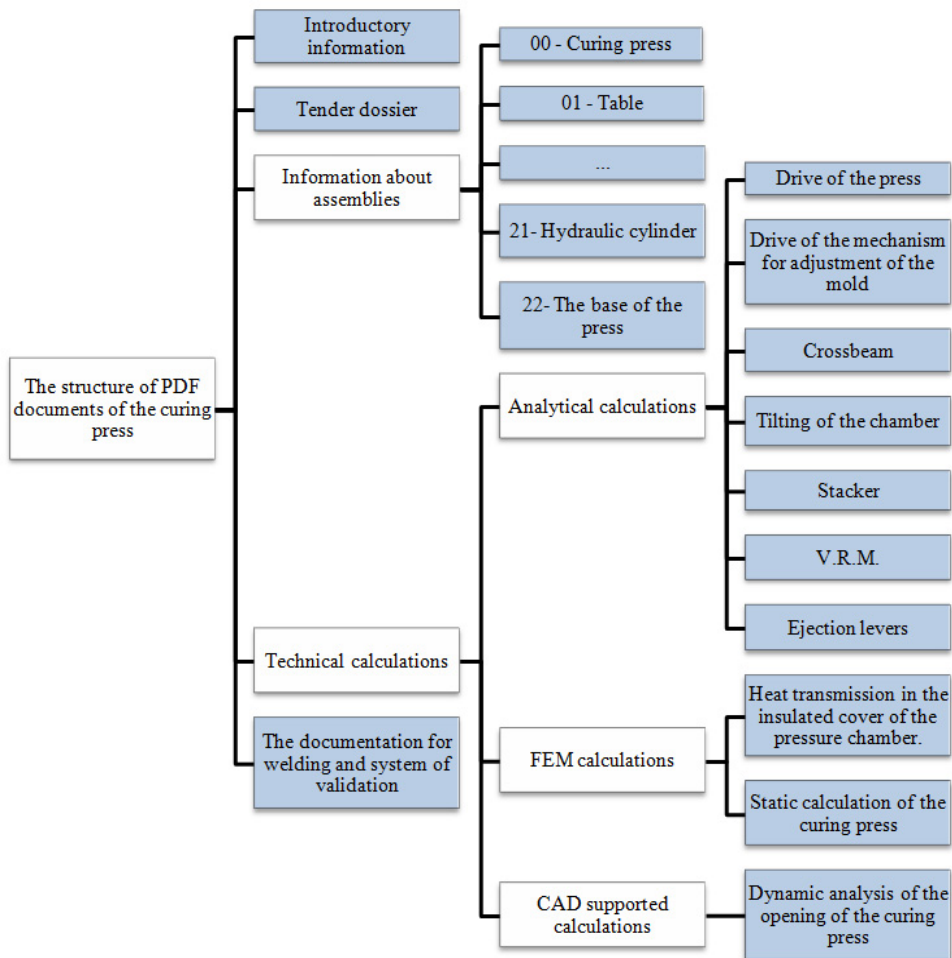 The structure of PDF
documents of the curing
press
Introductory
information
Tender dossier
Information about
assemblies
00 - Curing press
01 - Table
...
21- Hydraulic cylinder
22- The base of the
press
Technical calculations
Analytical calculations
Drive of the press
Drive of the mechanism
for adjustment of the
mold
Crossbeam
Tilting of the chamber
Stacker
V.R.M.
Ejection levers
FEM calculations
Heat transmission in the
insulated cover of the
pressure chamber.
Static calculation of the
curing press
CAD supported
calculations
Dynamic analysis of the
opening of the curing
press
The documentation for
welding and system of
validation